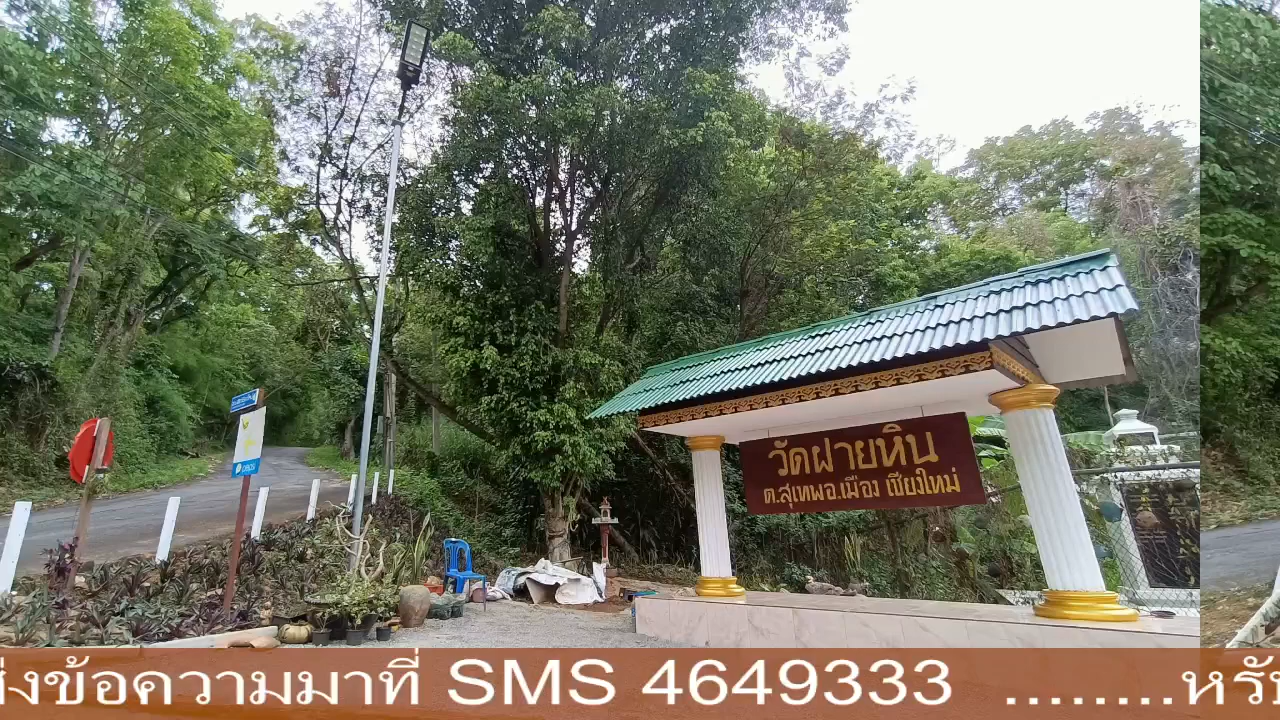 วัดฝายหิน
ต.สุเทพอ.เมือง เชียงใหม่
ส่งข้อความมาที่ SMS 4649333 ........หรั